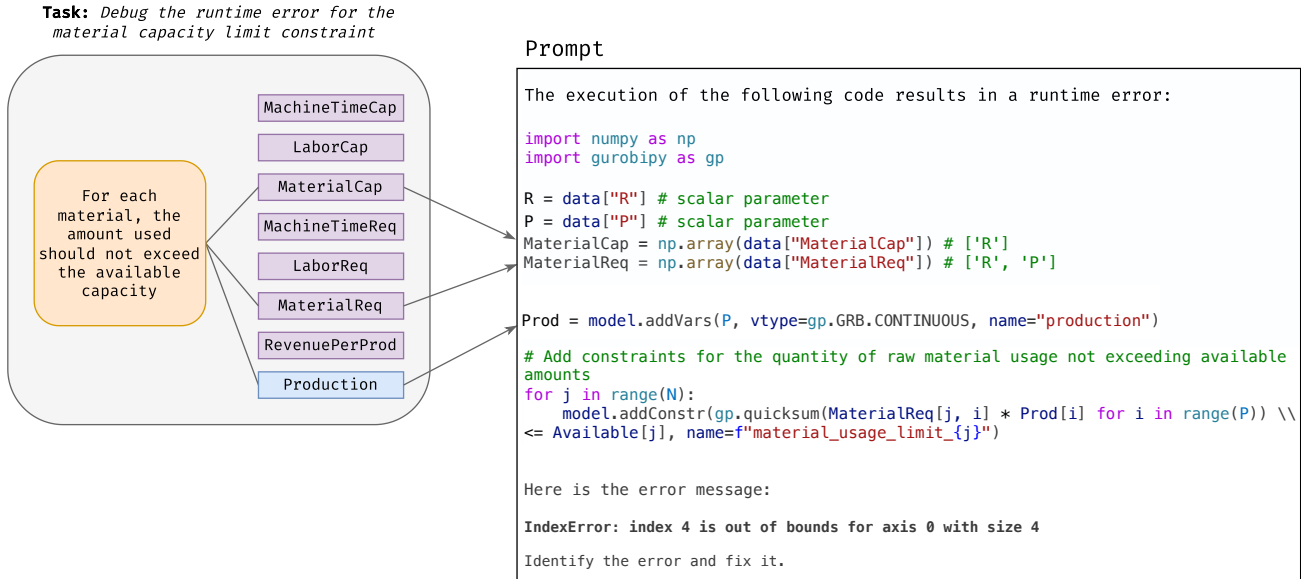 Task: Debug the runtime error for the
material capacity limit constraint
For each
material, the
amount used
should not exceed
the available
capacity
MachineTimeCap
LaborCap
MaterialCap
MachineTimeReq
LaborReq
MaterialReq
RevenuePerProd
Production
Prompt
The execution of the following code results in a runtime error:
import numpy as np
import gurobipy as gp
R = data["R"] # scalar parameter
P = data["P"] # scalar parameter
MaterialCap = np.array(data["MaterialCap"]) # ['R']
MaterialReq = np.array(data["MaterialReq"]) # ['R', 'P']
Prod = model.addVars(P, vtype=gp.GRB.CONTINUOUS, name="production")
# Add constraints for the quantity of raw material usage not exceeding available
amounts
for j in range(N):
    model.addConstr(gp.quicksum(MaterialReq[j, i] * Prod[i] for i in range(P)) \\
<= Available[j], name=f"material_usage_limit_{j}")
Here is the error message:
IndexError: index 4 is out of bounds for axis 0 with size 4
Identify the error and fix it.